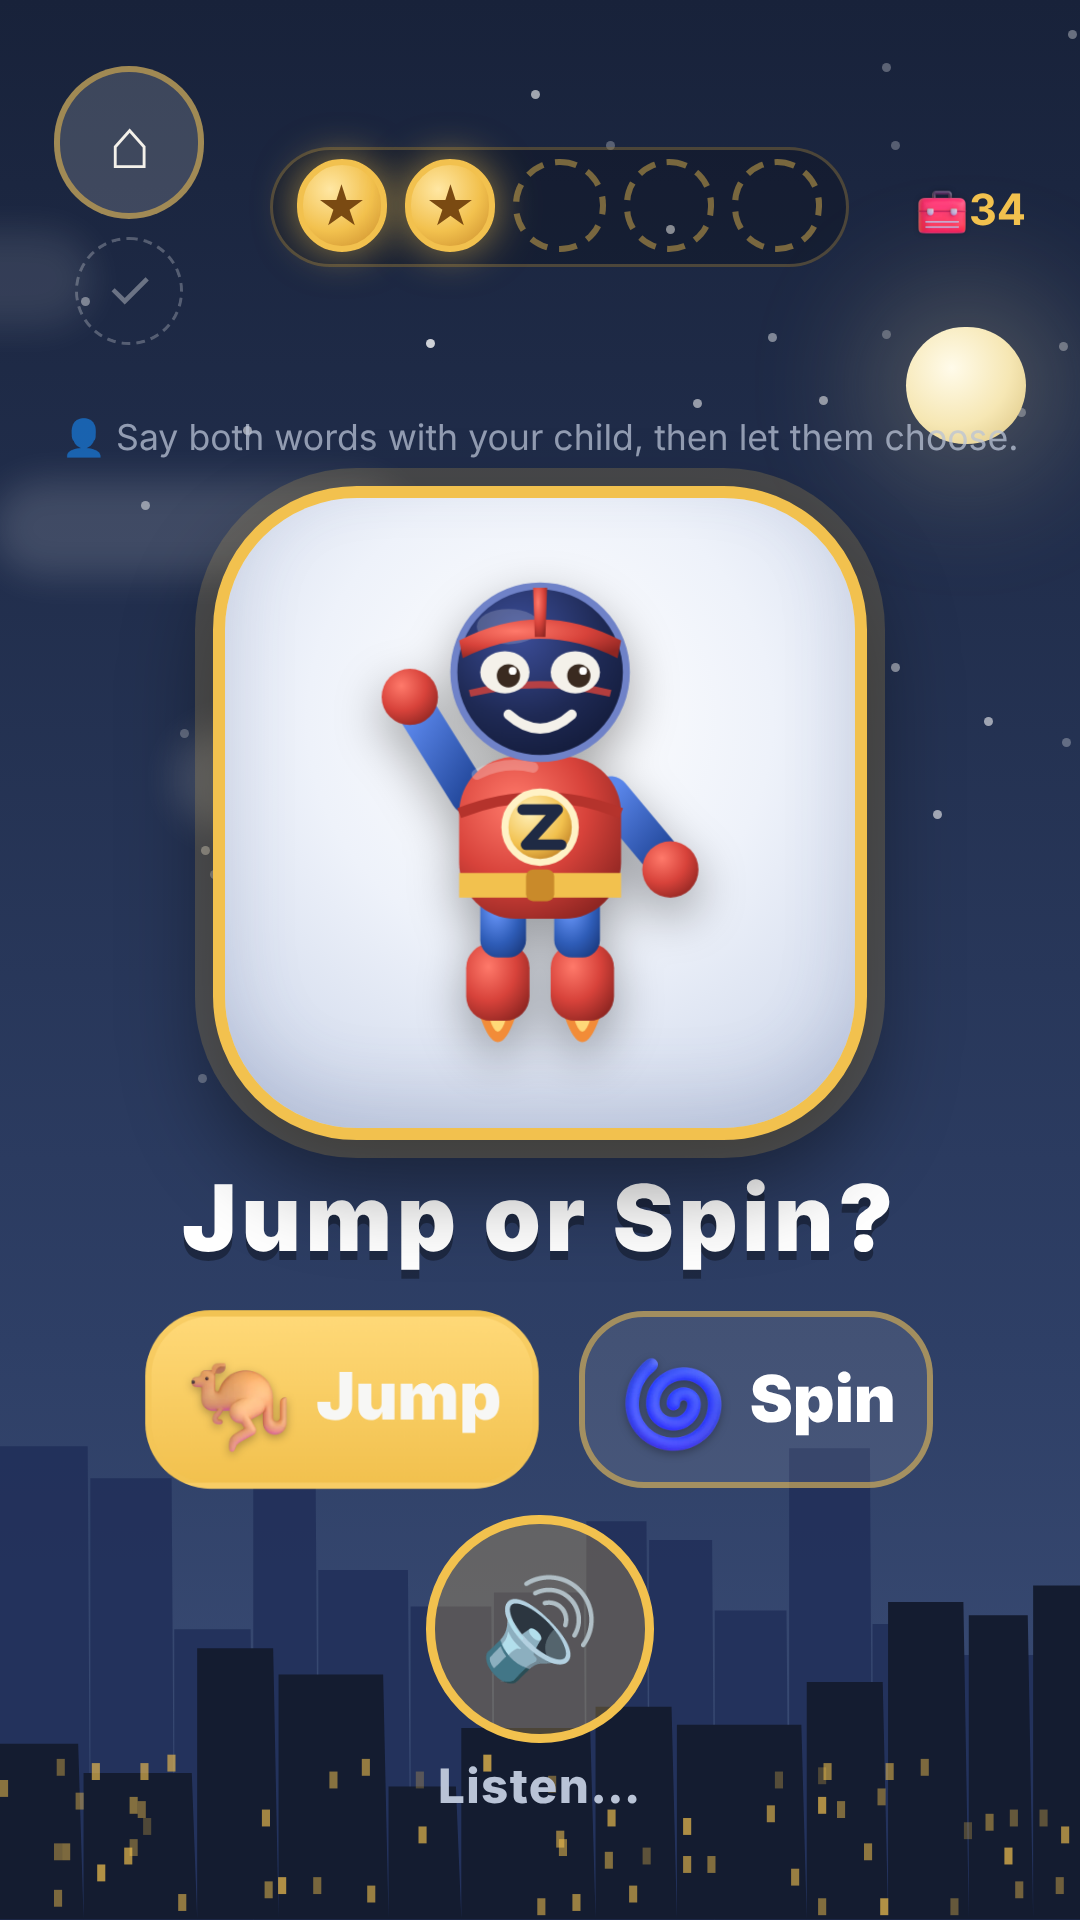 34
Say both words with your child, then let them choose.
Z
Jump or Spin?
Jump
Spin
Listen...